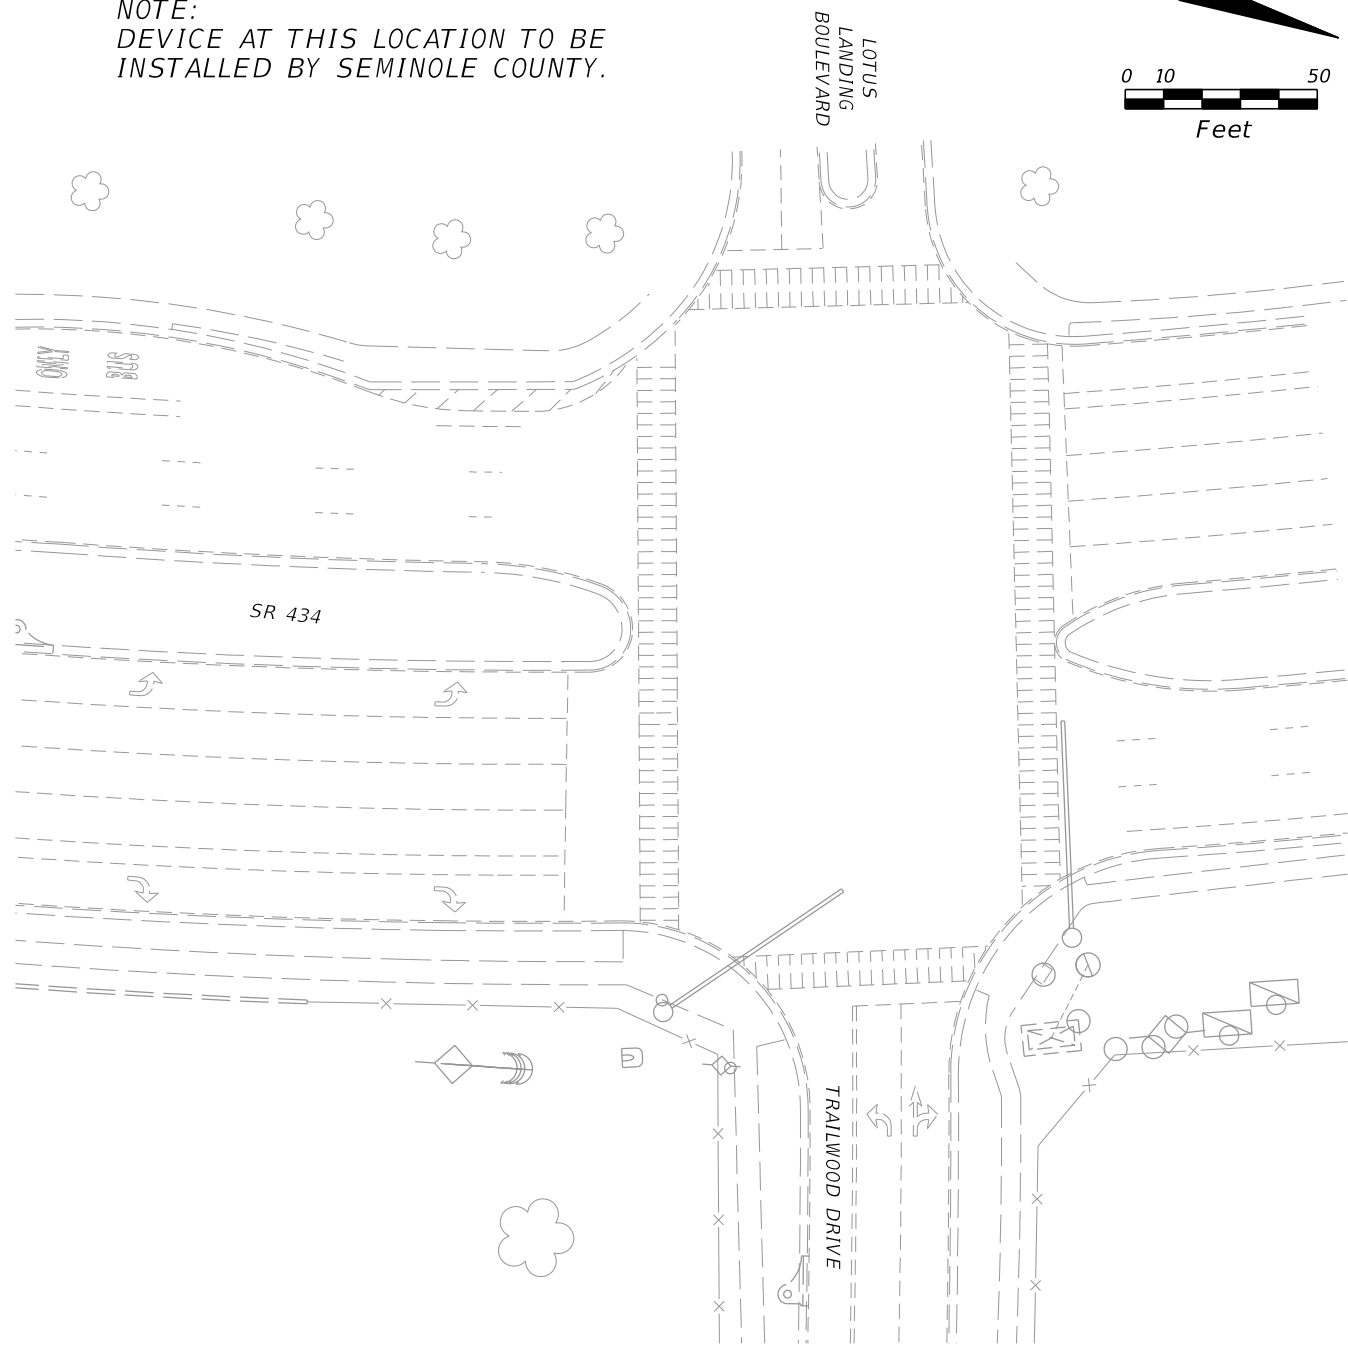 NOTE:
DEVICE AT THIS LOCATION TO BE
INSTALLED BY SEMINOLE COUNTY.
LOTUS
LANDING
BOULEVARD
0 10 50
Feet
ONLY
BUS
SR 434
TRAILWOOD DRIVE